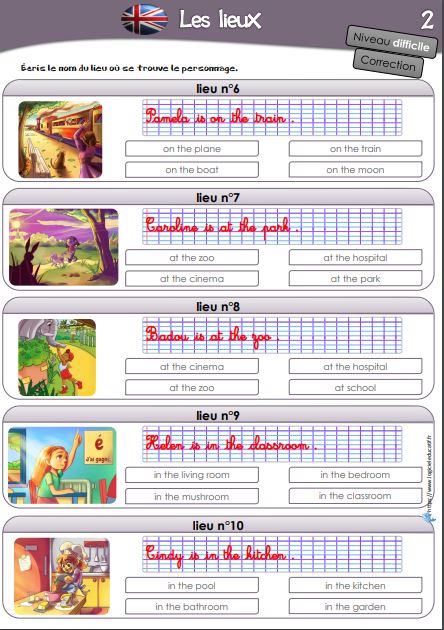 Les lieux
2
Niveau difficile
Correction
Écris le nom du lieu où se trouve le personnage.
lieu n°6
Pamela is on the train .
on the plane
on the train
on the boat
on the moon
lieu n°7
Caroline is at the park .
at the zoo
at the hospital
at the cinema
at the park
lieu n°8
Badou is at the zoo .
at the cinema
at the hospital
at the zoo
at school
lieu n°9
é
j'ai gagné
Helen is in the classroom .
in the living room
in the bedroom
in the mushroom
in the classroom
http://www.logicieleducatif.fr
lieu n°10
Cindy is in the kitchen .
in the pool
in the kitchen
in the bathroom
in the garden